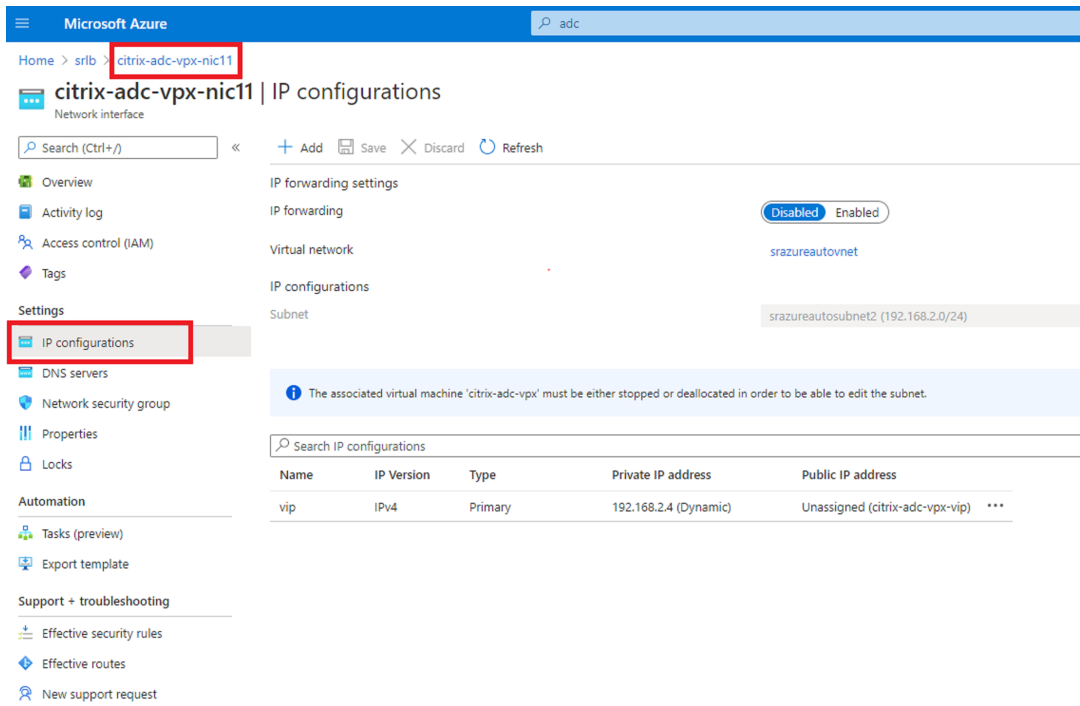 Microsoft Azure
adc
Home > srlb > citrix-adc-vpx-nic11
citrix-adc-vpx-nic11 | IP configurations
Network interface
Search (Ctrl+/)
«
Add Save Discard Refresh
Overview
Activity log
Access control (IAM)
Tags
Settings
IP configurations
DNS servers
Network security group
Properties
Locks
Automation
Tasks (preview)
Export template
Support + troubleshooting
Effective security rules
Effective routes
New support request
IP forwarding settings
IP forwarding Disabled Enabled
Virtual network srazureautovnet
IP configurations
Subnet srazureautosubnet2 (192.168.2.0/24)
The associated virtual machine 'citrix-adc-vpx' must be either stopped or deallocated in order to be able to edit the subnet.
Search IP configurations
Name IP Version Type Private IP address Public IP address
vip IPv4 Primary 192.168.2.4 (Dynamic) Unassigned (citrix-adc-vpx-vip) ...